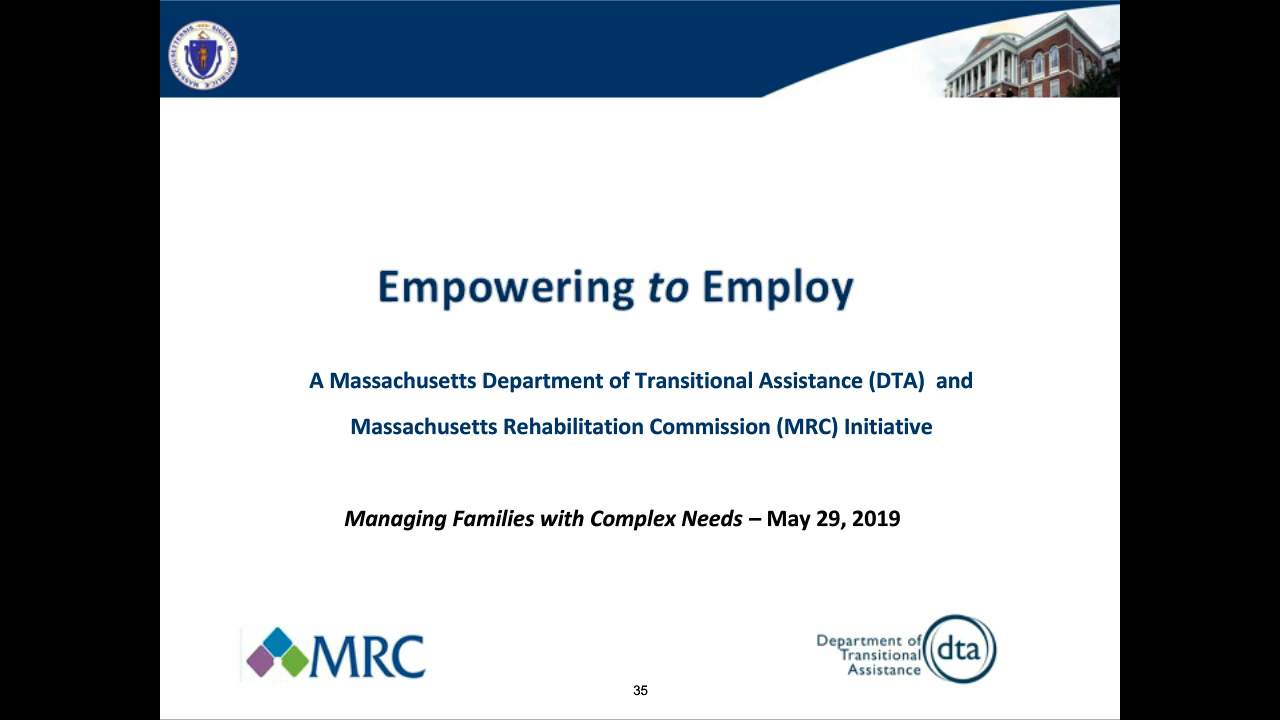 Empowering to Employ
A Massachusetts Department of Transitional Assistance (DTA) and
Massachusetts Rehabilitation Commission (MRC) Initiative
Managing Families with Complex Needs – May 29, 2019
MRC
Department of
Transitional
Assistance
dta
35